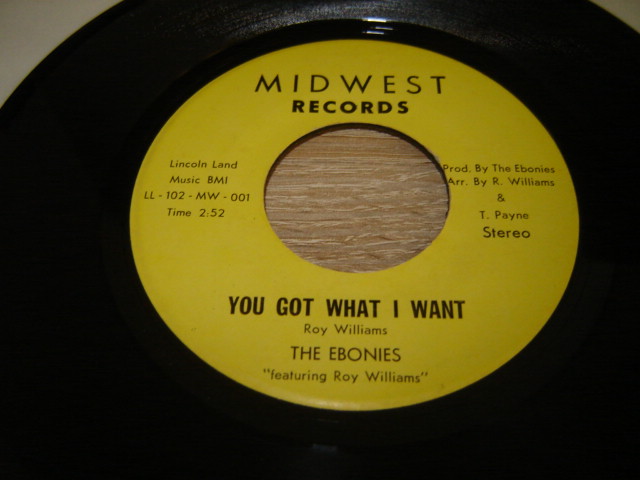 MIDWEST
RECORDS
Lincoln Land
Music BMI
LL - 102 - MW - 001
Time 2:52
Prod. By The Ebonies
Arr. By R. Williams
&
T. Payne
Stereo
YOU GOT WHAT I WANT
Roy Williams
THE EBONIES
"featuring Roy Williams"